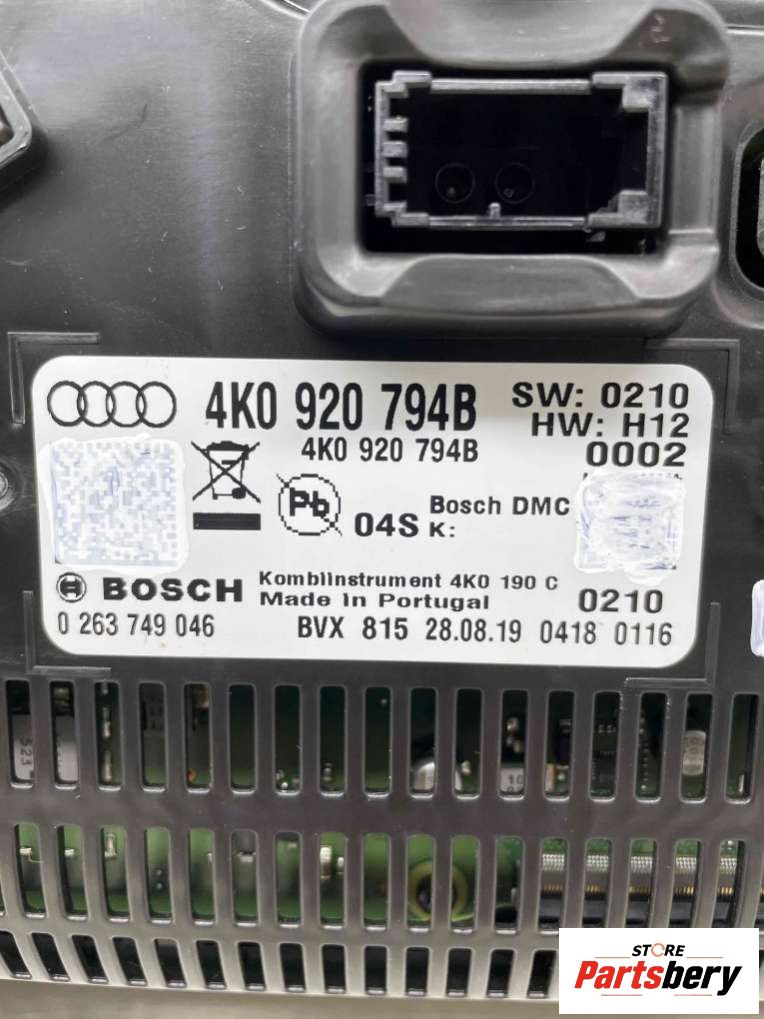 4K0 920 794B SW: 0210
HW: H12
4K0 920 794B 0002
Pb 04S Bosch DMC
K:
BOSCH Kombiinstrument 4K0 190 C
Made in Portugal 0210
0 263 749 046 BVX 815 28.08.19 0418 0116
STORE
Partsbery